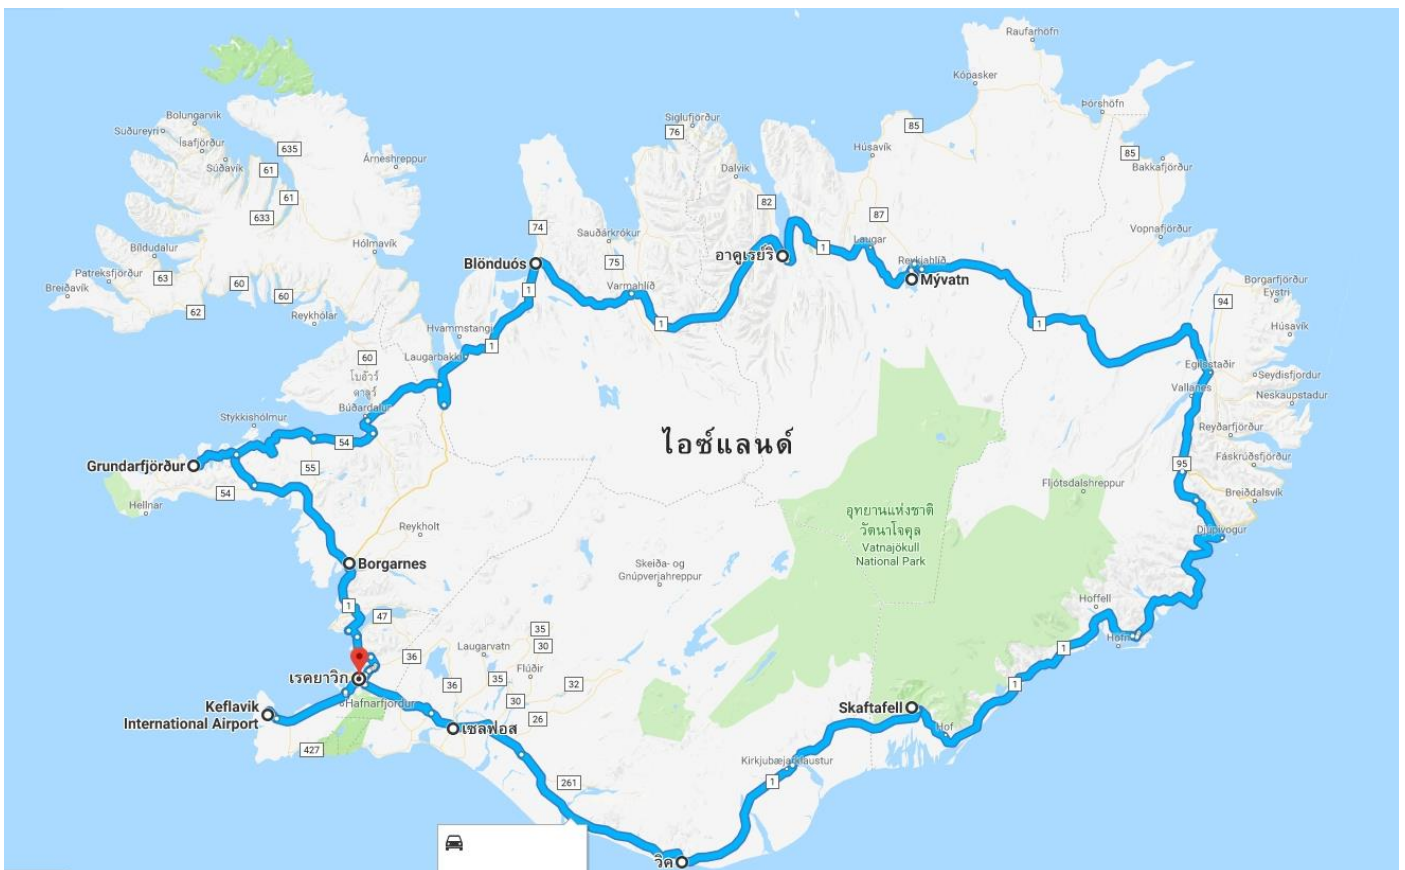 Raufarhöfn
Kópasker
Þórshöfn
Bolungarvík
Siglufjörður
Suðureyri
76
85
Ísafjörður
635
Húsavík
85
Súðavík
61
Árneshreppur
Dalvík
Bakkafjörður
61
82
633
87
74
Sauðárkrókur
Vopnafjörður
Bíldudalur
Hólmavík
1
Laugar
อาคูเรย์ริ
Blönduós
75
Reykjahlíð
Patreksfjörður
63
Mývatn
Breiðavík
60
60
Varmahlíð
1
Borgarfjörður
Eystri
94
62
Reykhólar
Hvammstangi
1
1
Húsavík
1
60
Laugarbakki
Egilsstaðir
โบอัวร์
ดาลูร์
Vallanes
Seyðisfjörður
Neskaupstaður
Stykkishólmur
Búðardalur
54
ไอซ์แลนด์
Reyðarfjörður
Grundarfjörður
55
95
Fáskrúðsfjörður
54
Fljótsdalshreppur
Breiðdalsvík
Hellnar
อุทยานแห่งชาติ
วัตนาโจคุล
Vatnajökull
National Park
Reykholt
Djúpivogur
Borgarnes
Skeiða- og
Gnúpverjahreppur
1
47
Hoffell
35
Höfn
30
36
Laugarvatn
1
Flúðir
เรคยาวิก
36
35
32
1
Keflavik
International Airport
Hafnarfjörður
30
Skaftafell
26
เซลฟอส
Hof
427
Kirkjubæjarklaustur
261
1
วิค